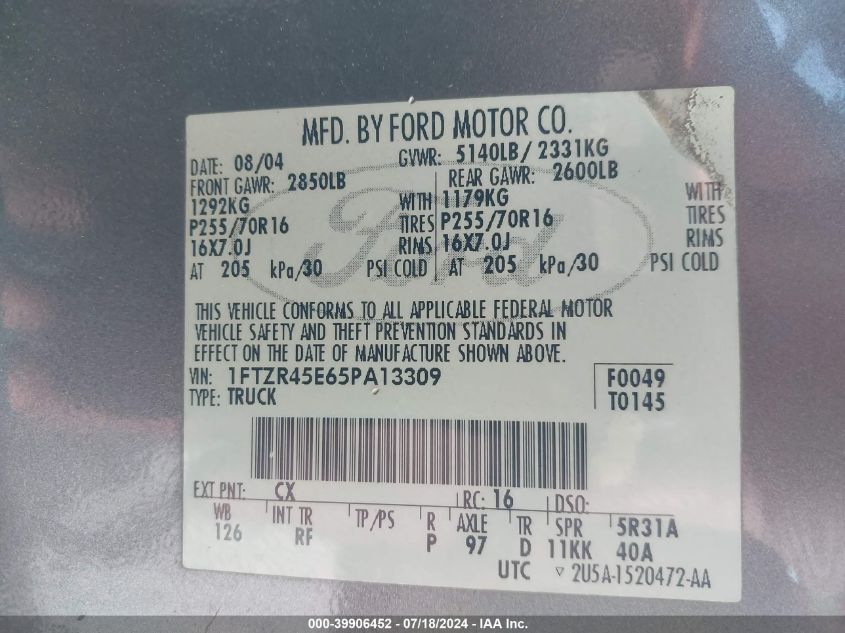 MFD. BY FORD MOTOR CO.
DATE: 08/04 GVWR: 5140LB/ 2331KG
FRONT GAWR: 2850LB REAR GAWR: 2600LB
1292KG WITH 1179KG WITH
P255/70R16 TIRES P255/70R16 TIRES
16X7.0J RIMS 16X7.0J RIMS
AT 205 kPa/30 PSI COLD AT 205 kPa/30 PSI COLD
Ford
THIS VEHICLE CONFORMS TO ALL APPLICABLE FEDERAL MOTOR
VEHICLE SAFETY AND THEFT PREVENTION STANDARDS IN
EFFECT ON THE DATE OF MANUFACTURE SHOWN ABOVE.
VIN: 1FTZR45E65PA13309 F0049
TYPE: TRUCK T0145
EXT PNT: CX RC: 16 DSO:
WB INT TR TP/PS R AXLE TR SPR 5R31A
126 RF P 97 D 11KK 40A
UTC ▽ 2U5A-1520472-AA
000-39906452 - 07/18/2024 - IAA Inc.